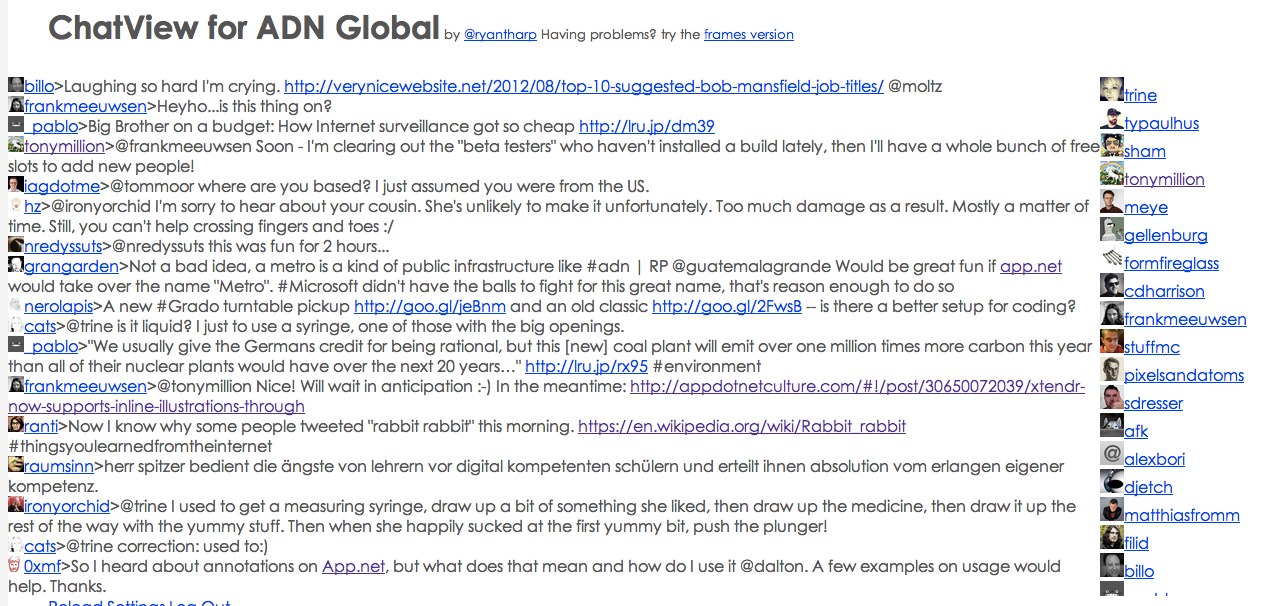 ChatView for ADN Global by @ryantharp Having problems? try the frames version
billo>Laughing so hard I'm crying. http://verynicewebsite.net/2012/08/top-10-suggested-bob-mansfield-job-titles/ @moltz
frankmeeuwsen>Heyho...is this thing on?
_pablo>Big Brother on a budget: How Internet surveillance got so cheap http://lru.jp/dm39
tonymillion>@frankmeeuwsen Soon - I'm clearing out the "beta testers" who haven't installed a build lately, then I'll have a whole bunch of free
slots to add new people!
iagdotme>@tommoor where are you based? I just assumed you were from the US.
hz>@ironyorchid I'm sorry to hear about your cousin. She's unlikely to make it unfortunately. Too much damage as a result. Mostly a matter of
time. Still, you can't help crossing fingers and toes :/
nredyssuts>@nredyssuts this was fun for 2 hours...
grangarden>Not a bad idea, a metro is a kind of public infrastructure like #adn | RP @guatemalagrande Would be great fun if app.net
would take over the name "Metro". #Microsoft didn't have the balls to fight for this great name, that's reason enough to do so
nerolapis>A new #Grado turntable pickup http://goo.gl/jeBnm and an old classic http://goo.gl/2FwsB -- is there a better setup for coding?
cats>@trine is it liquid? I just to use a syringe, one of those with the big openings.
_pablo>"We usually give the Germans credit for being rational, but this [new] coal plant will emit over one million times more carbon this year
than all of their nuclear plants would have over the next 20 years…" http://lru.jp/rx95 #environment
frankmeeuwsen>@tonymillion Nice! Will wait in anticipation :-) In the meantime: http://appdotnetculture.com/#!/post/30650072039/xtendr-
now-supports-inline-illustrations-through
ranti>Now I know why some people tweeted "rabbit rabbit" this morning. https://en.wikipedia.org/wiki/Rabbit_rabbit
#thingsyoulearnedfromtheinternet
raumsinn>herr spitzer bedient die ängste von lehrern vor digital kompetenten schülern und erteilt ihnen absolution vom erlangen eigener
kompetenz.
ironyorchid>@trine I used to get a measuring syringe, draw up a bit of something she liked, then draw up the medicine, then draw it up the
rest of the way with the yummy stuff. Then when she happily sucked at the first yummy bit, push the plunger!
cats>@trine correction: used to:)
0xmf>So I heard about annotations on App.net, but what does that mean and how do I use it @dalton. A few examples on usage would
help. Thanks.
Reload Settings Log Out
trine
typaulhus
sham
tonymillion
meye
gellenburg
formfireglass
cdharrison
frankmeeuwsen
stuffmc
pixelsandatoms
sdresser
afk
alexbori
djetch
matthiasfromm
filid
billo